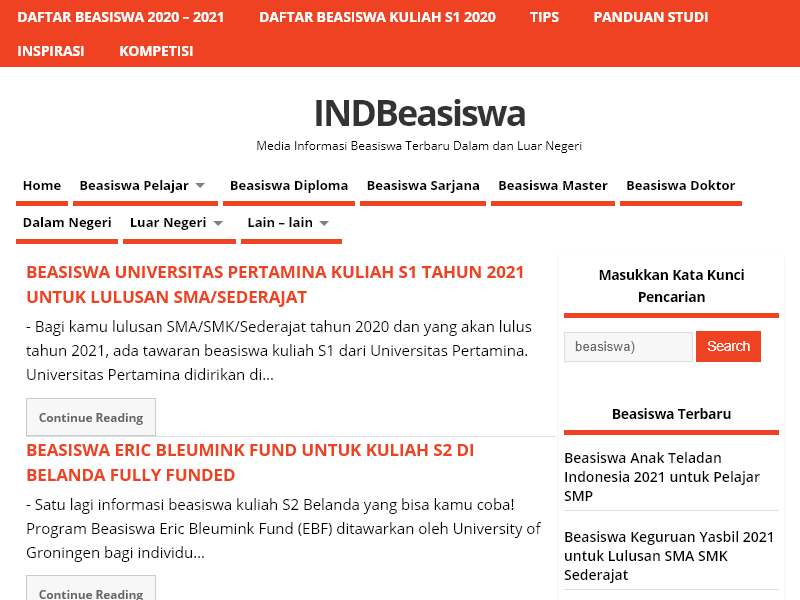 DAFTAR BEASISWA 2020 – 2021 DAFTAR BEASISWA KULIAH S1 2020 TIPS PANDUAN STUDI
INSPIRASI KOMPETISI
INDBeasiswa
Media Informasi Beasiswa Terbaru Dalam dan Luar Negeri
Home Beasiswa Pelajar Beasiswa Diploma Beasiswa Sarjana Beasiswa Master Beasiswa Doktor
Dalam Negeri Luar Negeri Lain – lain
BEASISWA UNIVERSITAS PERTAMINA KULIAH S1 TAHUN 2021
UNTUK LULUSAN SMA/SEDERAJAT
- Bagi kamu lulusan SMA/SMK/Sederajat tahun 2020 dan yang akan lulus
tahun 2021, ada tawaran beasiswa kuliah S1 dari Universitas Pertamina.
Universitas Pertamina didirikan di...
Continue Reading
BEASISWA ERIC BLEUMINK FUND UNTUK KULIAH S2 DI
BELANDA FULLY FUNDED
- Satu lagi informasi beasiswa kuliah S2 Belanda yang bisa kamu coba!
Program Beasiswa Eric Bleumink Fund (EBF) ditawarkan oleh University of
Groningen bagi individu...
Continue Reading
Masukkan Kata Kunci
Pencarian
beasiswa) Search
Beasiswa Terbaru
Beasiswa Anak Teladan
Indonesia 2021 untuk Pelajar
SMP
Beasiswa Keguruan Yasbil 2021
untuk Lulusan SMA SMK
Sederajat